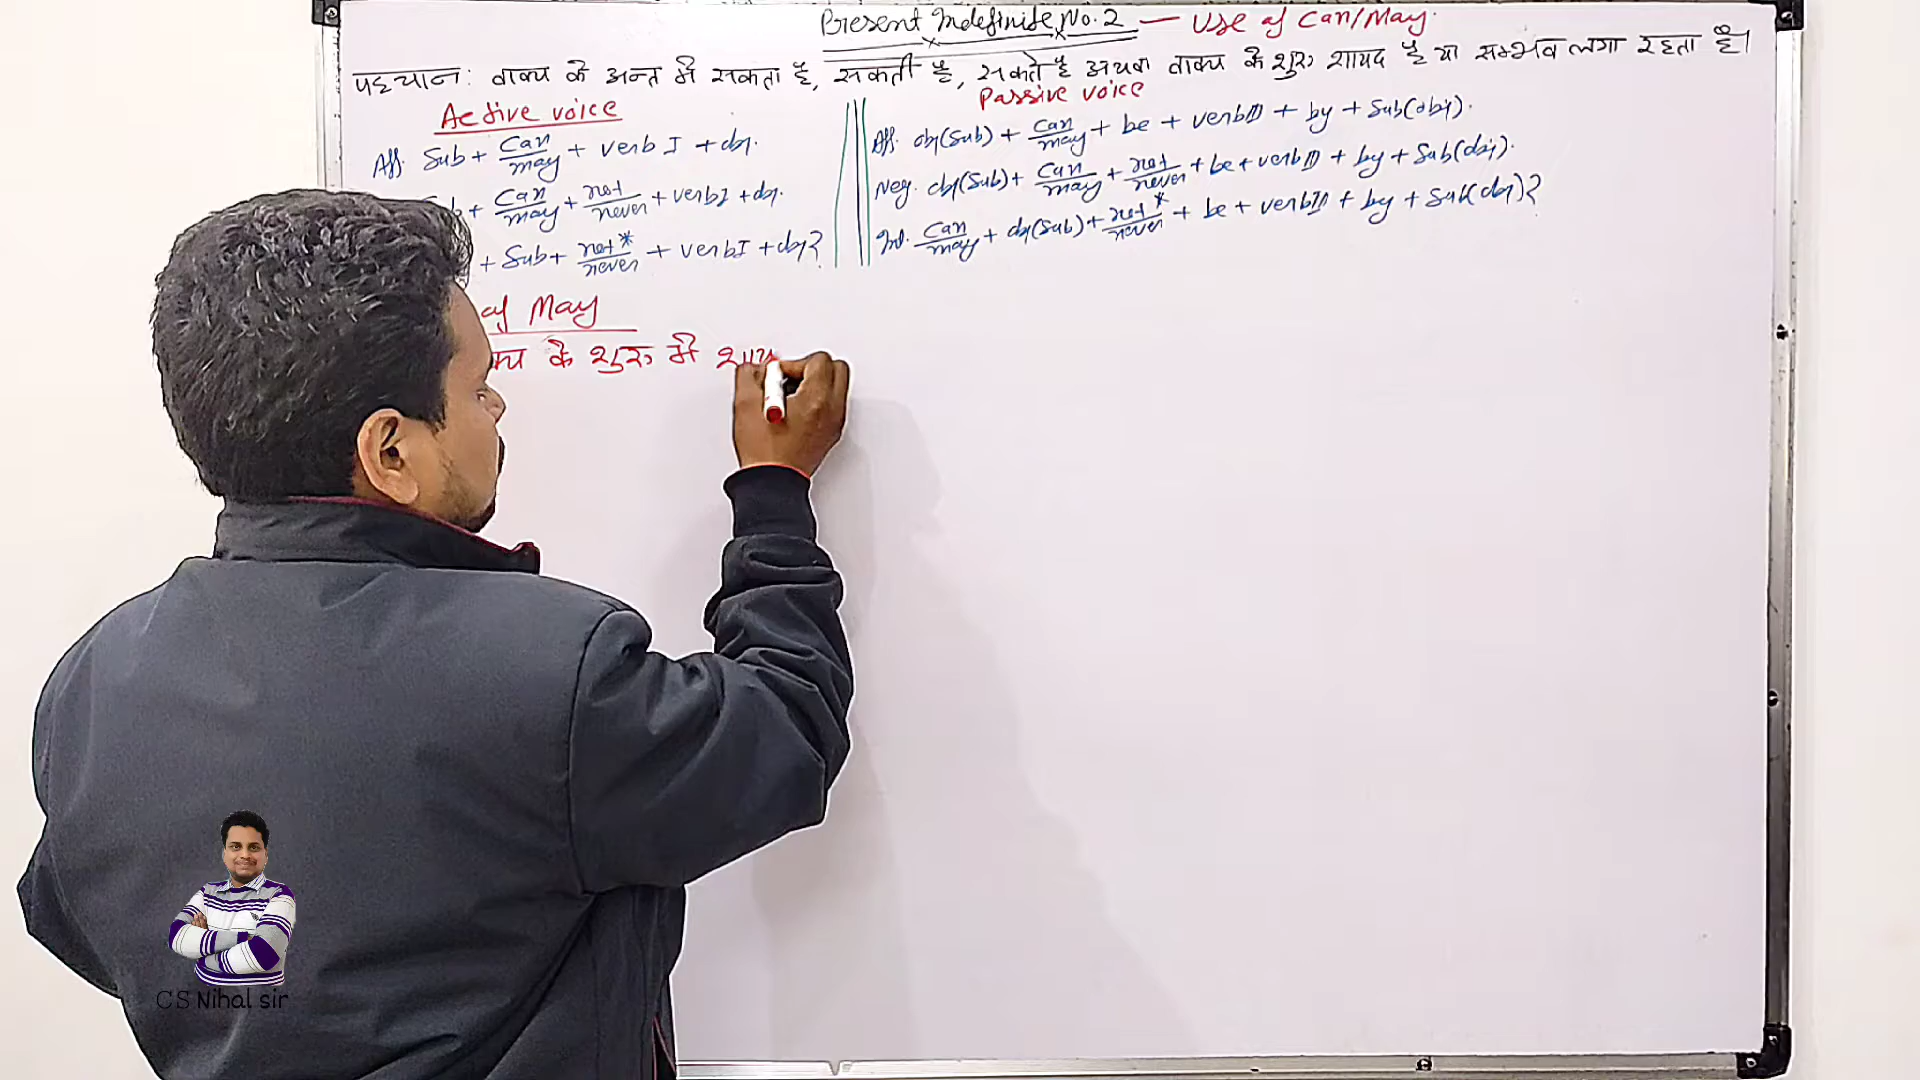 Present Indefinite No. 2 — Use of Can/May.
पहचान: वाक्य के अन्त में सकता है, सकती है, सकते है अथवा वाक्य के शुरु शायद है या सम्भव लगा रहता है।
Active voice
Aff. Sub + Can/may + verb I + obj.
+ Can/may + not/never + verb I + obj.
+ Sub + not*/never + verb I + obj?
Passive voice
Aff. obj(Sub) + Can/may + be + verb III + by + Sub(obj).
Neg. obj(Sub) + Can/may + not/never + be + verb III + by + Sub(obj).
Int. Can/may + obj(Sub) + not*/never + be + verb III + by + Sub(obj)?
of May
के शुरु में शाय
CS Nihal sir